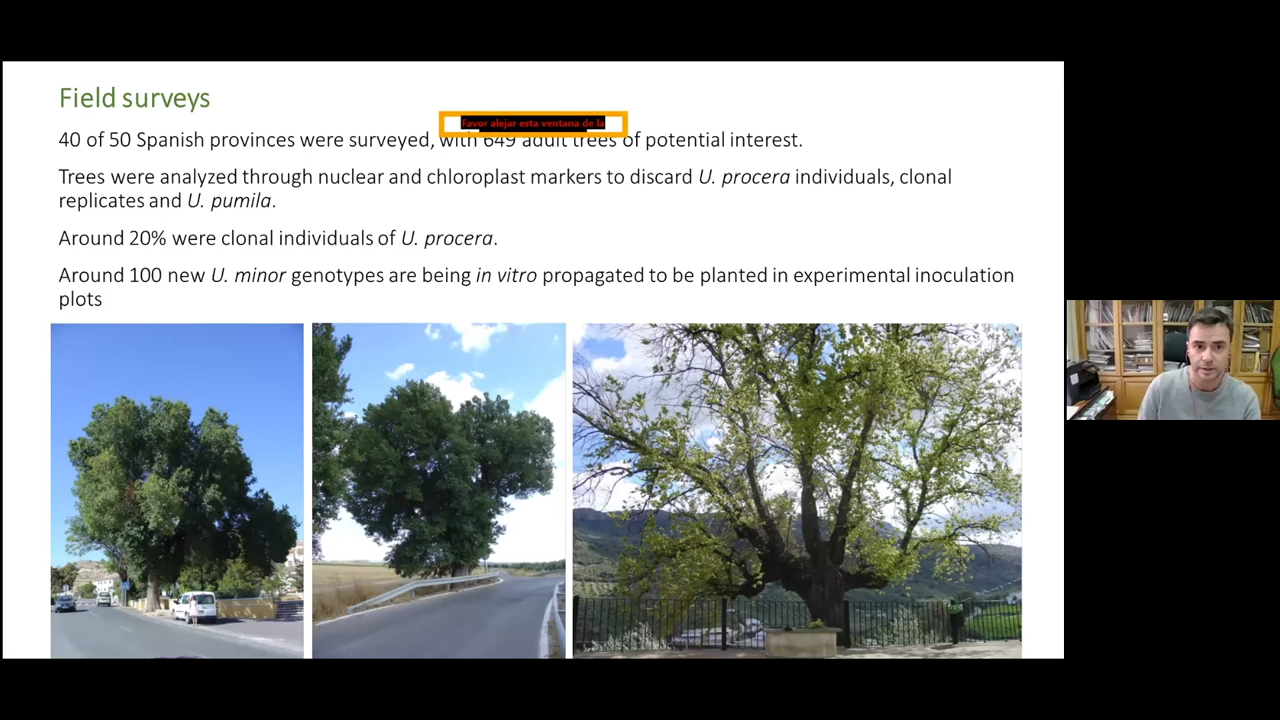 Field surveys
Favor alejar esta ventana de la
40 of 50 Spanish provinces were surveyed, with 649 adult trees of potential interest.
Trees were analyzed through nuclear and chloroplast markers to discard U. procera individuals, clonal
replicates and U. pumila.
Around 20% were clonal individuals of U. procera.
Around 100 new U. minor genotypes are being in vitro propagated to be planted in experimental inoculation
plots